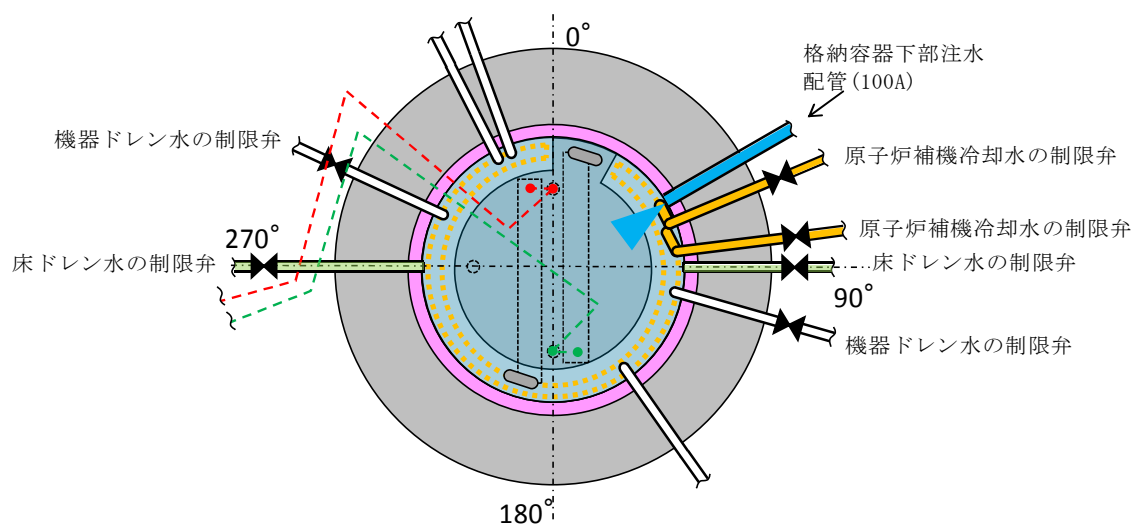 0°
格納容器下部注水
配管(100A)
機器ドレン水の制限弁
原子炉補機冷却水の制限弁
原子炉補機冷却水の制限弁
270°
床ドレン水の制限弁
床ドレン水の制限弁
90°
機器ドレン水の制限弁
180°